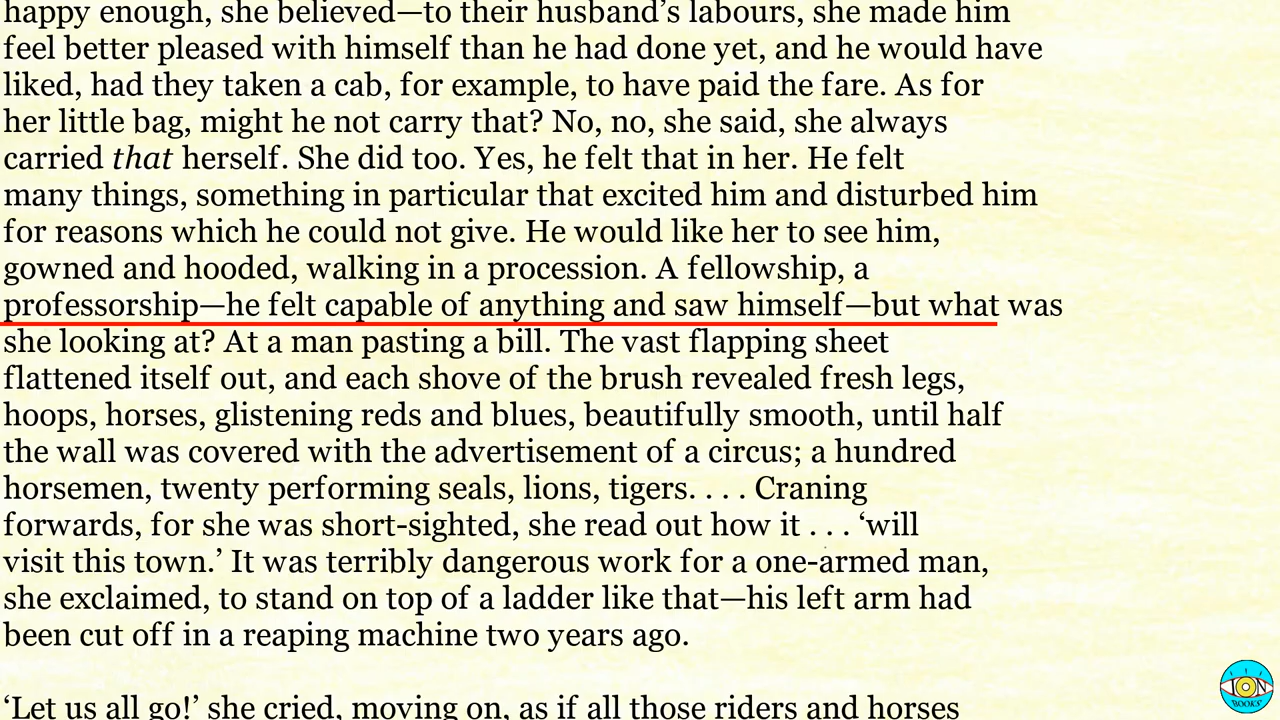 happy enough, she believed—to their husband’s labours, she made him
feel better pleased with himself than he had done yet, and he would have
liked, had they taken a cab, for example, to have paid the fare. As for
her little bag, might he not carry that? No, no, she said, she always
carried that herself. She did too. Yes, he felt that in her. He felt
many things, something in particular that excited him and disturbed him
for reasons which he could not give. He would like her to see him,
gowned and hooded, walking in a procession. A fellowship, a
professorship—he felt capable of anything and saw himself—but what was
she looking at? At a man pasting a bill. The vast flapping sheet
flattened itself out, and each shove of the brush revealed fresh legs,
hoops, horses, glistening reds and blues, beautifully smooth, until half
the wall was covered with the advertisement of a circus; a hundred
horsemen, twenty performing seals, lions, tigers. . . . Craning
forwards, for she was short-sighted, she read out how it . . . ‘will
visit this town.’ It was terribly dangerous work for a one-armed man,
she exclaimed, to stand on top of a ladder like that—his left arm had
been cut off in a reaping machine two years ago.
‘Let us all go!’ she cried, moving on, as if all those riders and horses
ION
BOOKS